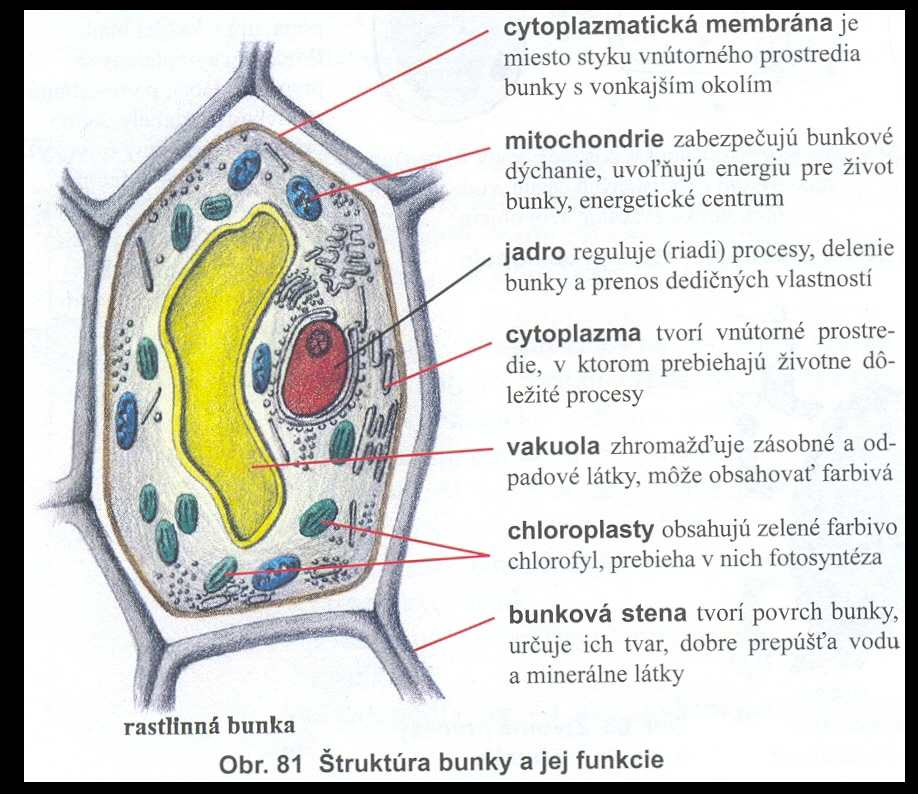 cytoplazmatická membrána je
miesto styku vnútorného prostredia
bunky s vonkajším okolím
mitochondrie zabezpečujú bunkové
dýchanie, uvoľňujú energiu pre život
bunky, energetické centrum
jadro reguluje (riadi) procesy, delenie
bunky a prenos dedičných vlastností
cytoplazma tvorí vnútorné prostre-
die, v ktorom prebiehajú životne dô-
ležité procesy
vakuola zhromažďuje zásobné a od-
padové látky, môže obsahovať farbivá
chloroplasty obsahujú zelené farbivo
chlorofyl, prebieha v nich fotosyntéza
bunková stena tvorí povrch bunky,
určuje ich tvar, dobre prepúšťa vodu
a minerálne látky
rastlinná bunka
Obr. 81 Štruktúra bunky a jej funkcie